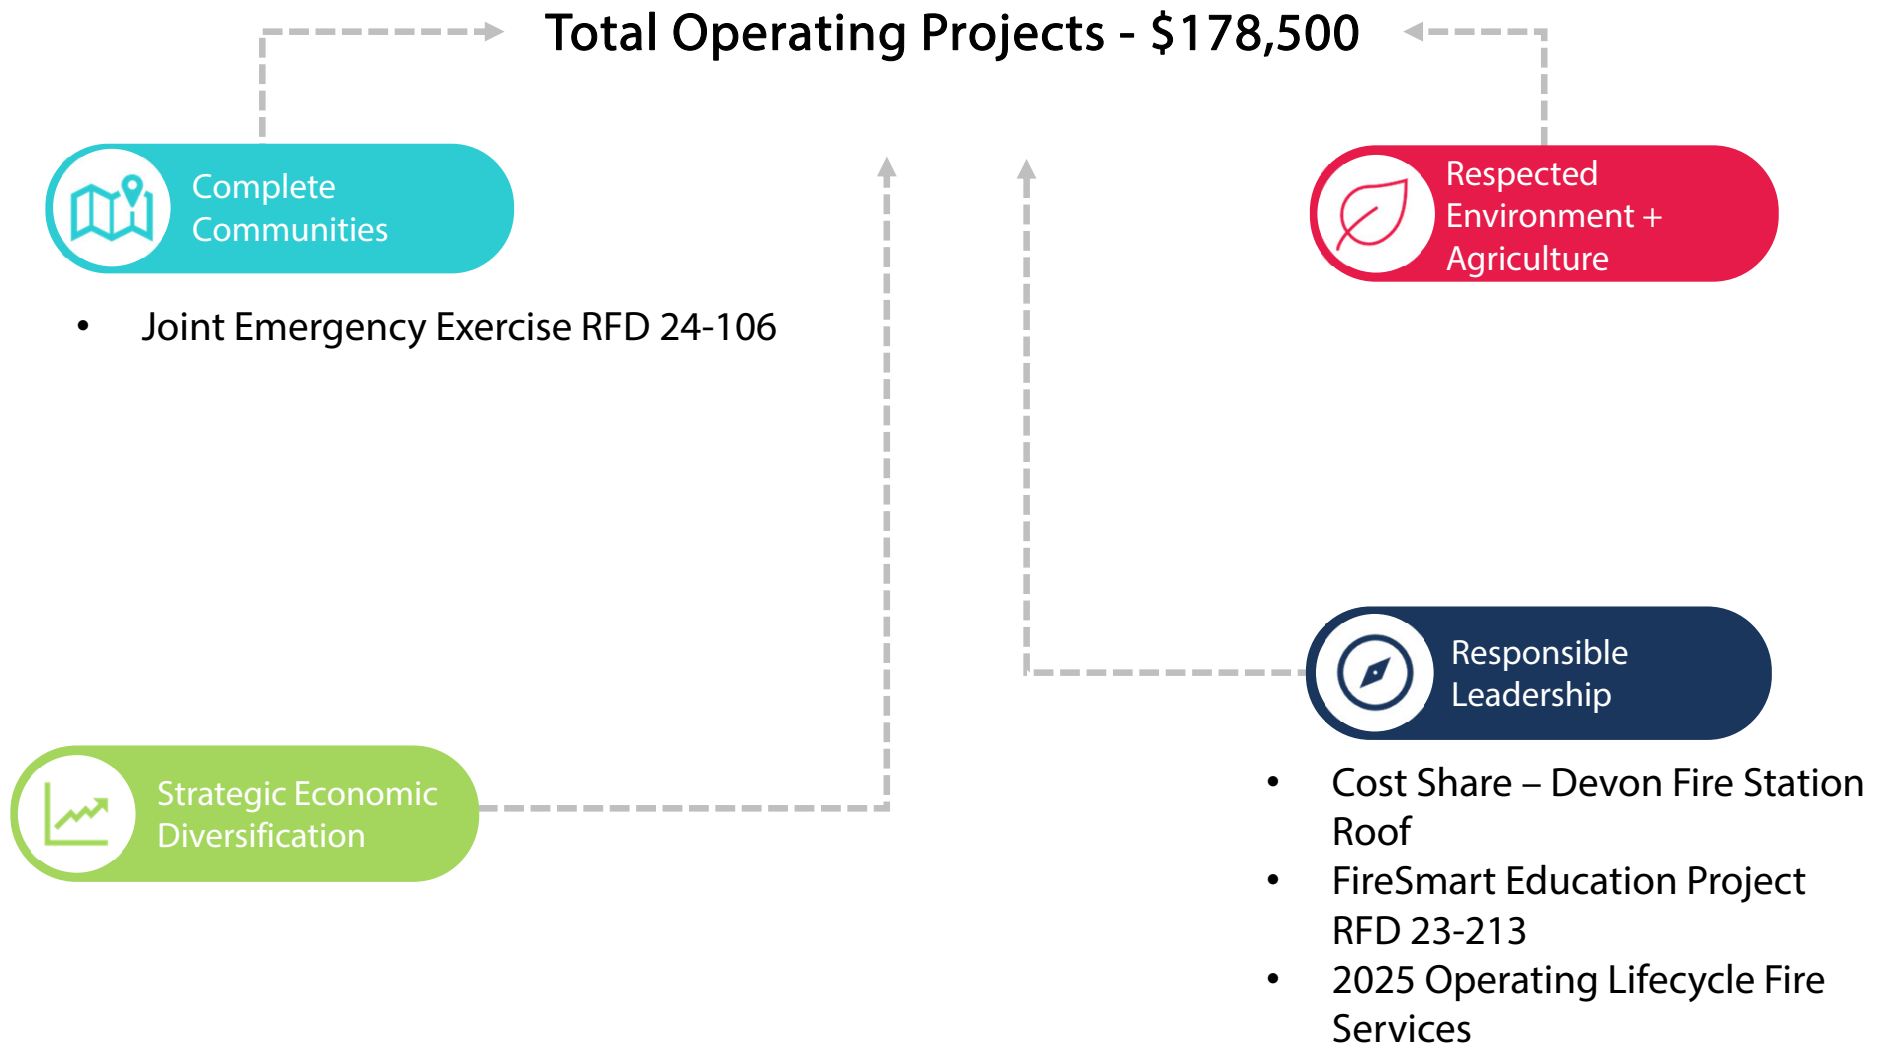 Total Operating Projects - $178,500
Complete
Communities
• Joint Emergency Exercise RFD 24-106
Respected
Environment +
Agriculture
Strategic Economic
Diversification
Responsible
Leadership
• Cost Share – Devon Fire Station
Roof
• FireSmart Education Project
RFD 23-213
• 2025 Operating Lifecycle Fire
Services